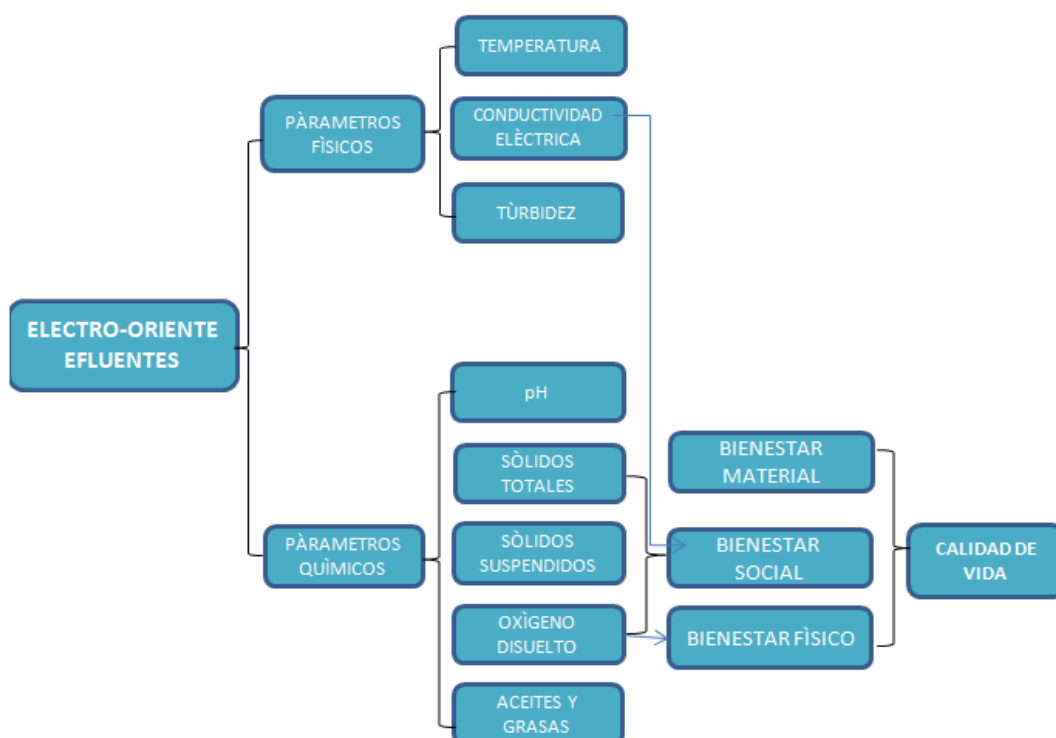 TEMPERATURA
CONDUCTIVIDAD
ELÈCTRICA
TÙRBIDEZ
PÀRAMETROS
FÌSICOS
ELECTRO-ORIENTE
EFLUENTES
PÀRAMETROS
QUÌMICOS
pH
SÒLIDOS
TOTALES
SÒLIDOS
SUSPENDIDOS
OXÌGENO
DISUELTO
ACEITES Y
GRASAS
BIENESTAR
MATERIAL
BIENESTAR
SOCIAL
BIENESTAR FÌSICO
CALIDAD DE
VIDA